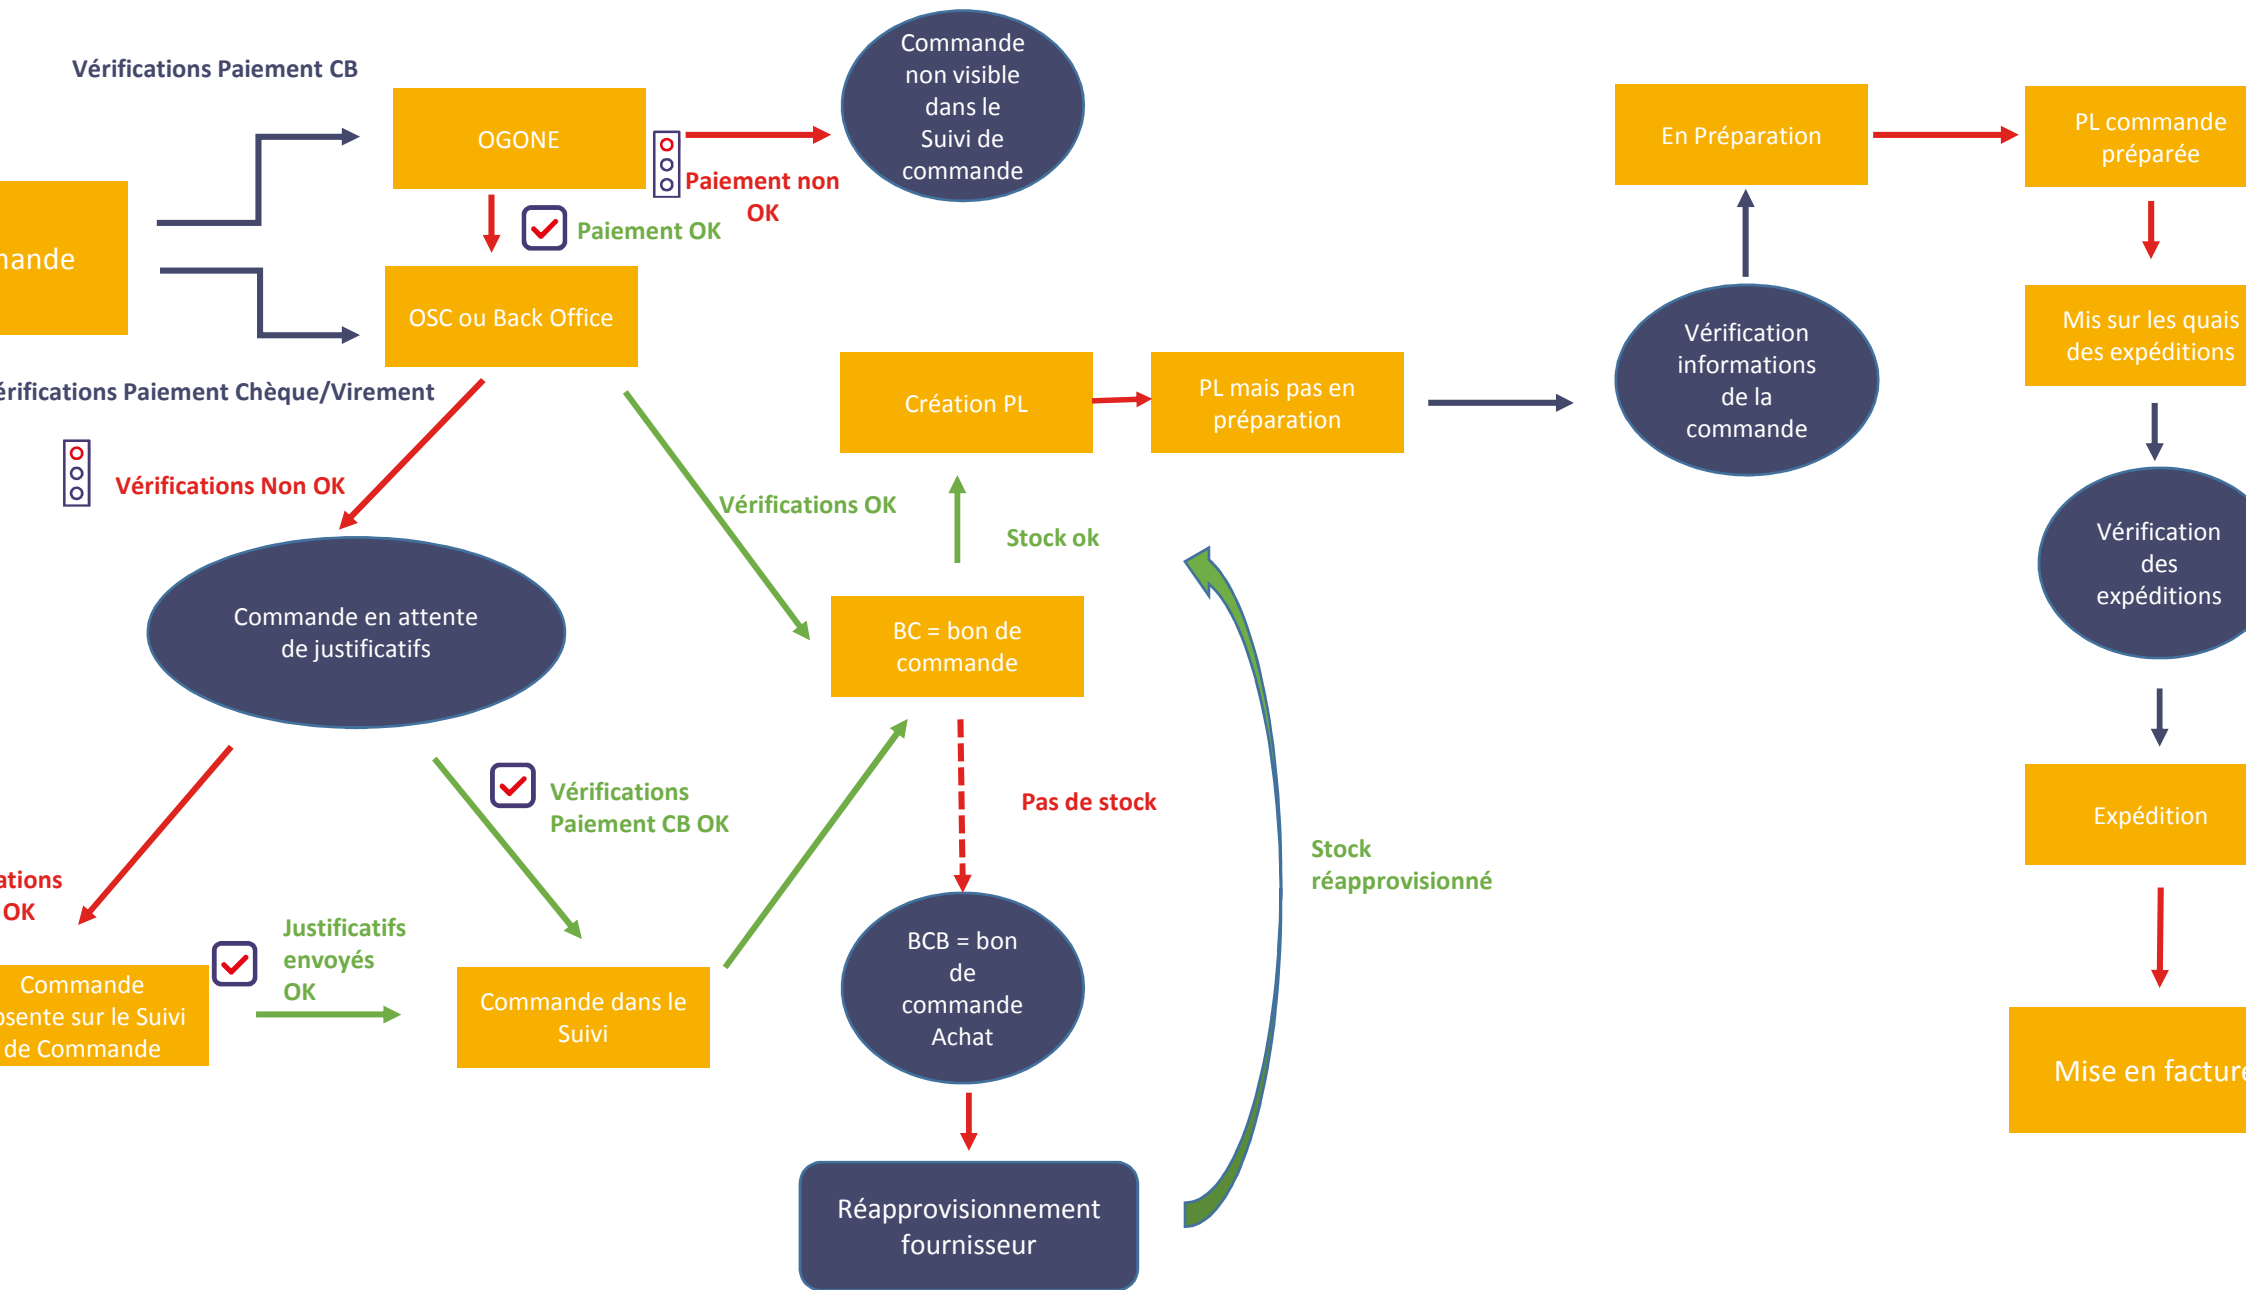 Vérifications Paiement CB
OGONE
Paiement non
OK
Commande
non visible
dans le
Suivi de
commande
Paiement OK
OSC ou Back Office
Paiement Chèque/Virement
Vérifications Non OK
Vérifications OK
Commande en attente
de justificatifs
Vérifications
Paiement CB OK
OK
Commande
sur le Suivi
de Commande
Justificatifs
envoyés
OK
Commande dans le
Suivi
Création PL
PL mais pas en
préparation
Stock ok
BC = bon de
commande
Pas de stock
BCB = bon
de
commande
Achat
Réapprovisionnement
fournisseur
Stock
réapprovisionné
Vérification
informations
de la
commande
En Préparation
PL commande
préparée
Mis sur les quais
des expéditions
Vérification
des
expéditions
Expédition
Mise en facture